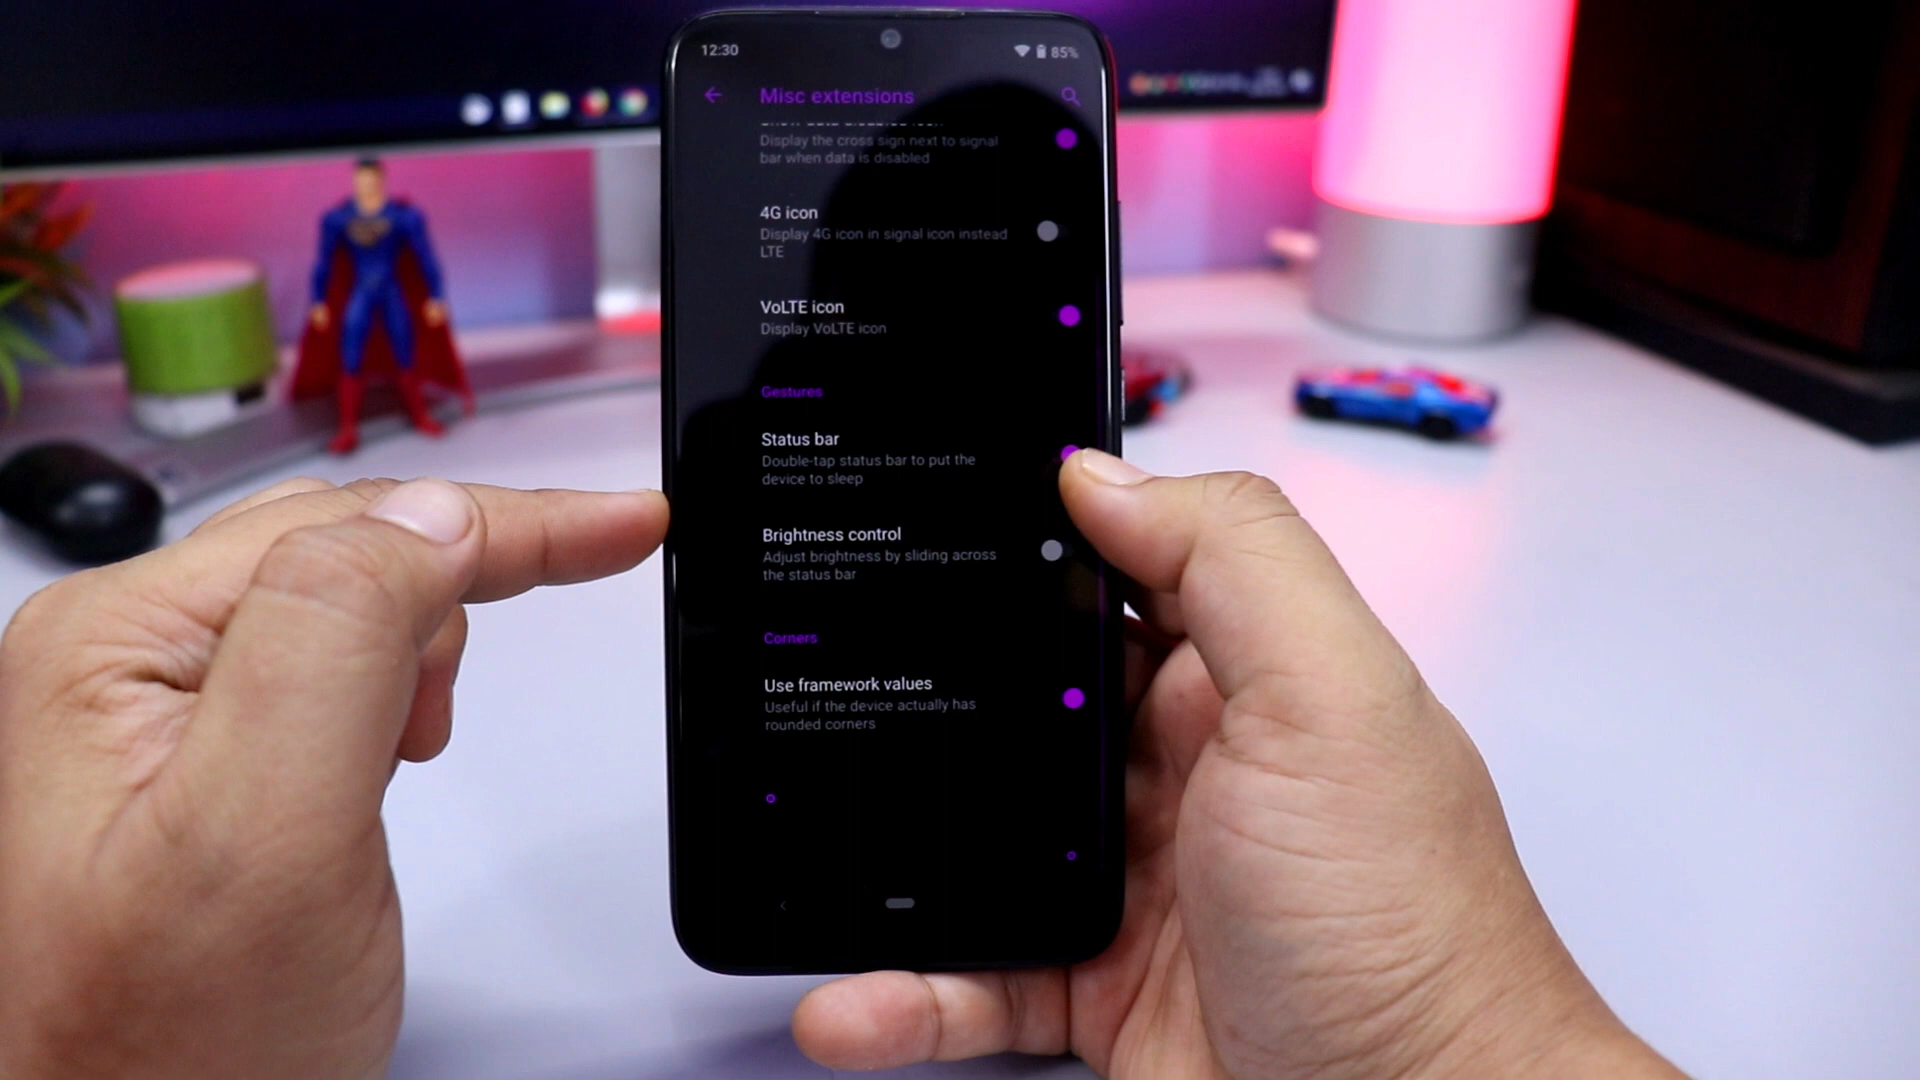 12:30
85%
Misc extensions
Display the cross sign next to signal
bar when data is disabled
4G icon
Display 4G icon in signal icon instead
LTE
VoLTE icon
Display VoLTE icon
Gestures
Status bar
Double-tap status bar to put the
device to sleep
Brightness control
Adjust brightness by sliding across
the status bar
Corners
Use framework values
Useful if the device actually has
rounded corners